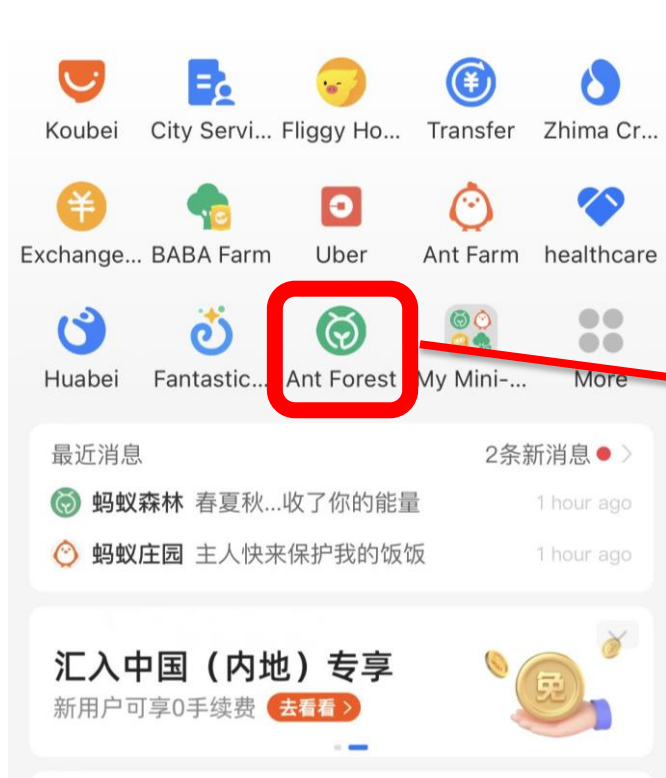 Koubei City Servi... Fliggy Ho... Transfer Zhima Cr...
Exchange... BABA Farm Uber Ant Farm healthcare
Huabei Fantastic... Ant Forest My Mini-... More
最近消息 2条新消息
蚂蚁森林 春夏秋...收了你的能量 1 hour ago
蚂蚁庄园 主人快来保护我的饭饭 1 hour ago
汇入中国（内地）专享
新用户可享0手续费 去看看
免